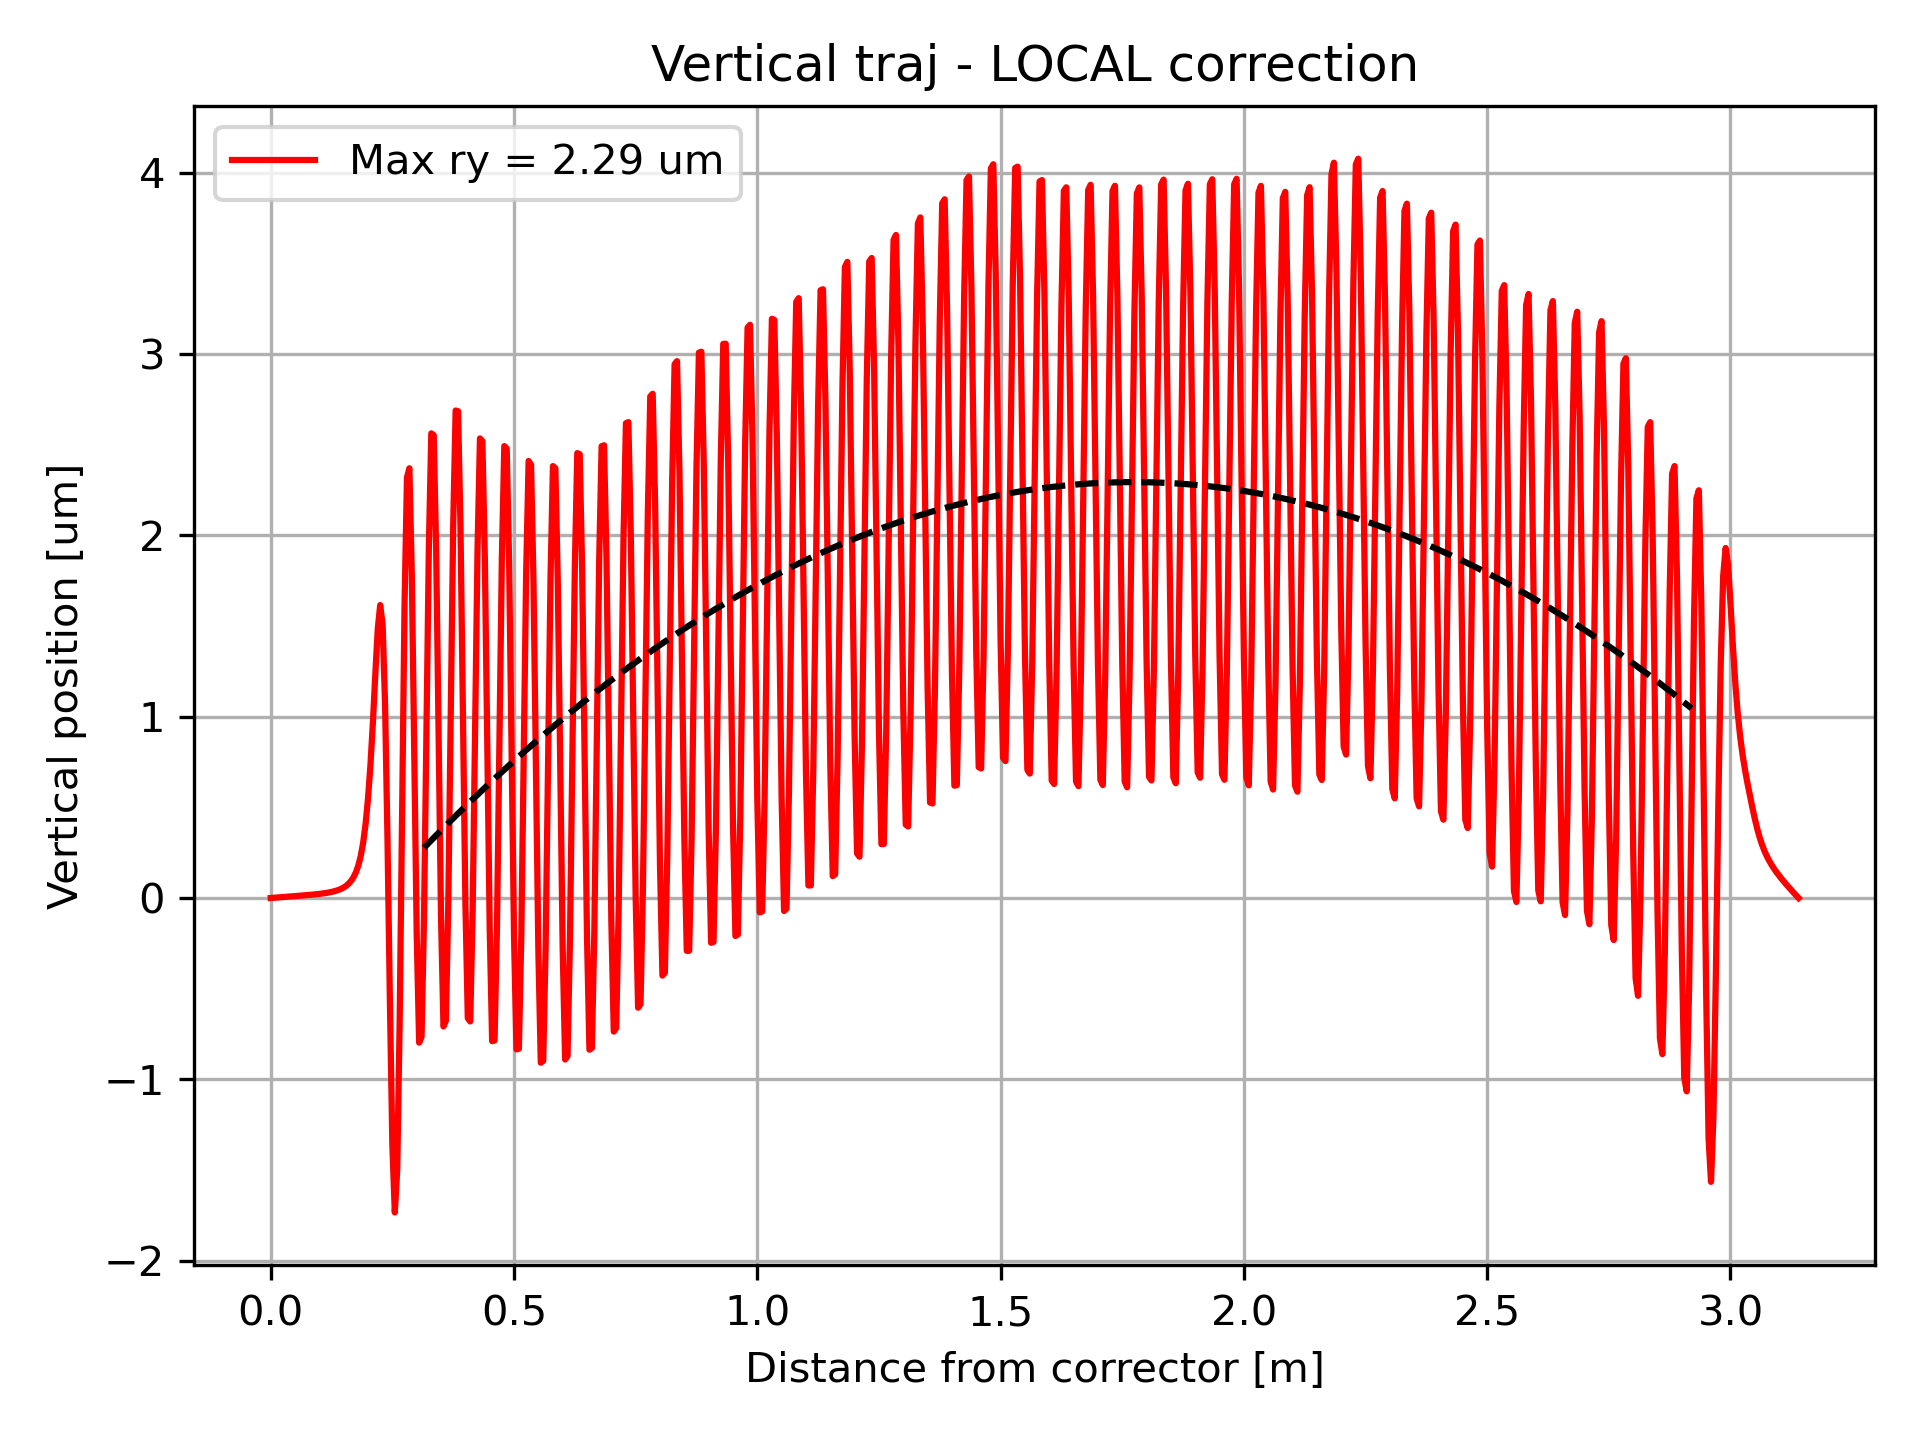 Vertical traj - LOCAL correction
Max ry = 2.29 um
Vertical position [um]
4
3
2
1
0
−1
−2
0.0 0.5 1.0 1.5 2.0 2.5 3.0
Distance from corrector [m]